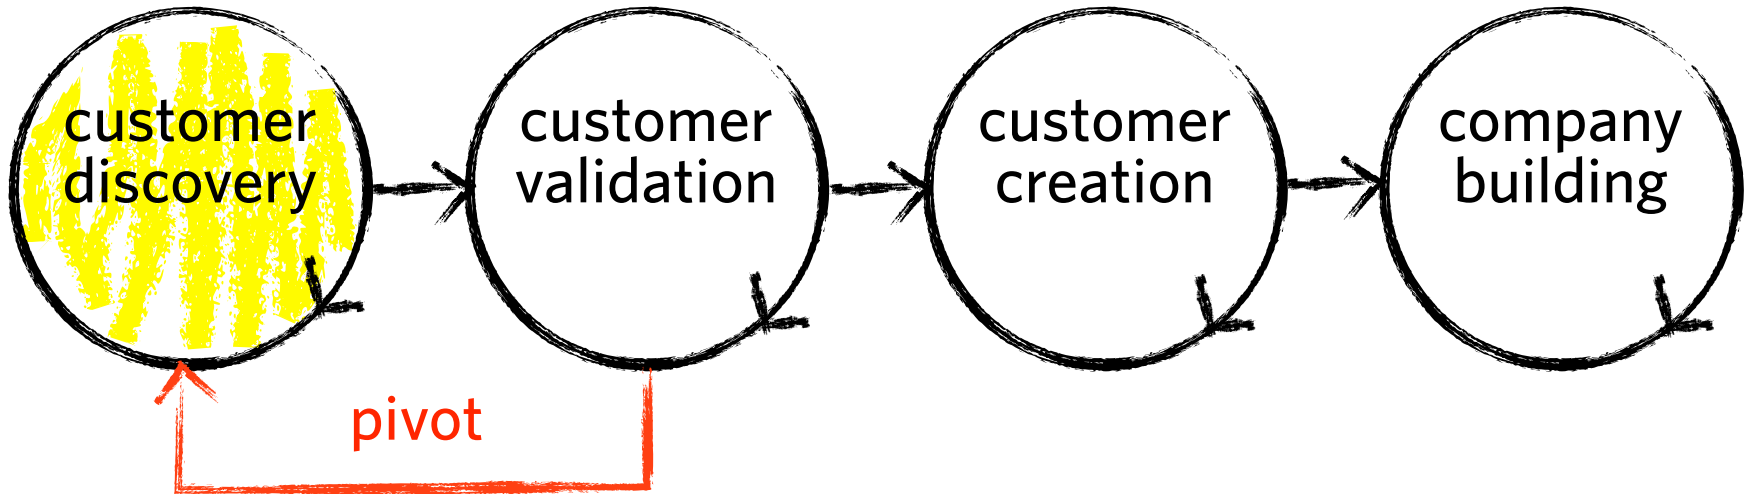 customer
discovery
customer
validation
customer
creation
company
building
pivot